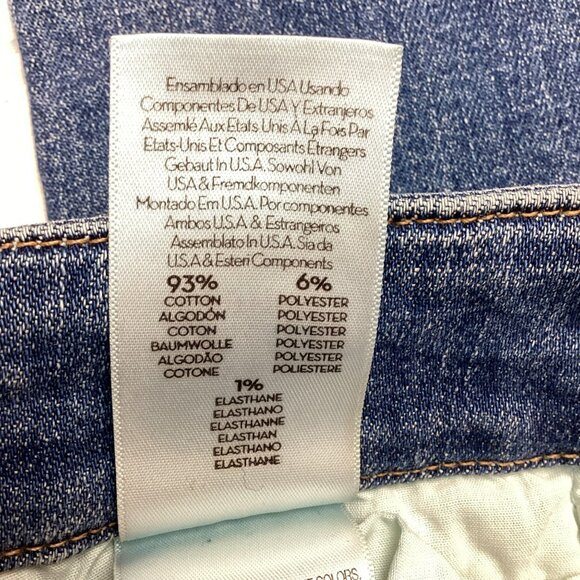 Ensamblado en USA Usando
Componentes De USA Y Extranjeros
Assemlé Aux Etats Unis À La Fois Par
Etats-Unis Et Composants Etrangers
Gebaut In U.S.A. Sowohl Von
USA & Fremdkomponenten
Montado Em U.S.A. Por componentes
Ambos U.S.A & Estrangeros
Assemblato In U.S.A. Sia da
U.S.A & Esteri Components
93% 6%
COTTON POLYESTER
ALGODÓN POLYESTER
COTON POLYESTER
BAUMWOLLE POLYESTER
ALGODÃO POLYESTER
COTONE POLIESTERE
1%
ELASTHANE
ELASTHANO
ELASTHANNE
ELASTHAN
ELASTHANO
ELASTHANE
COLORS,